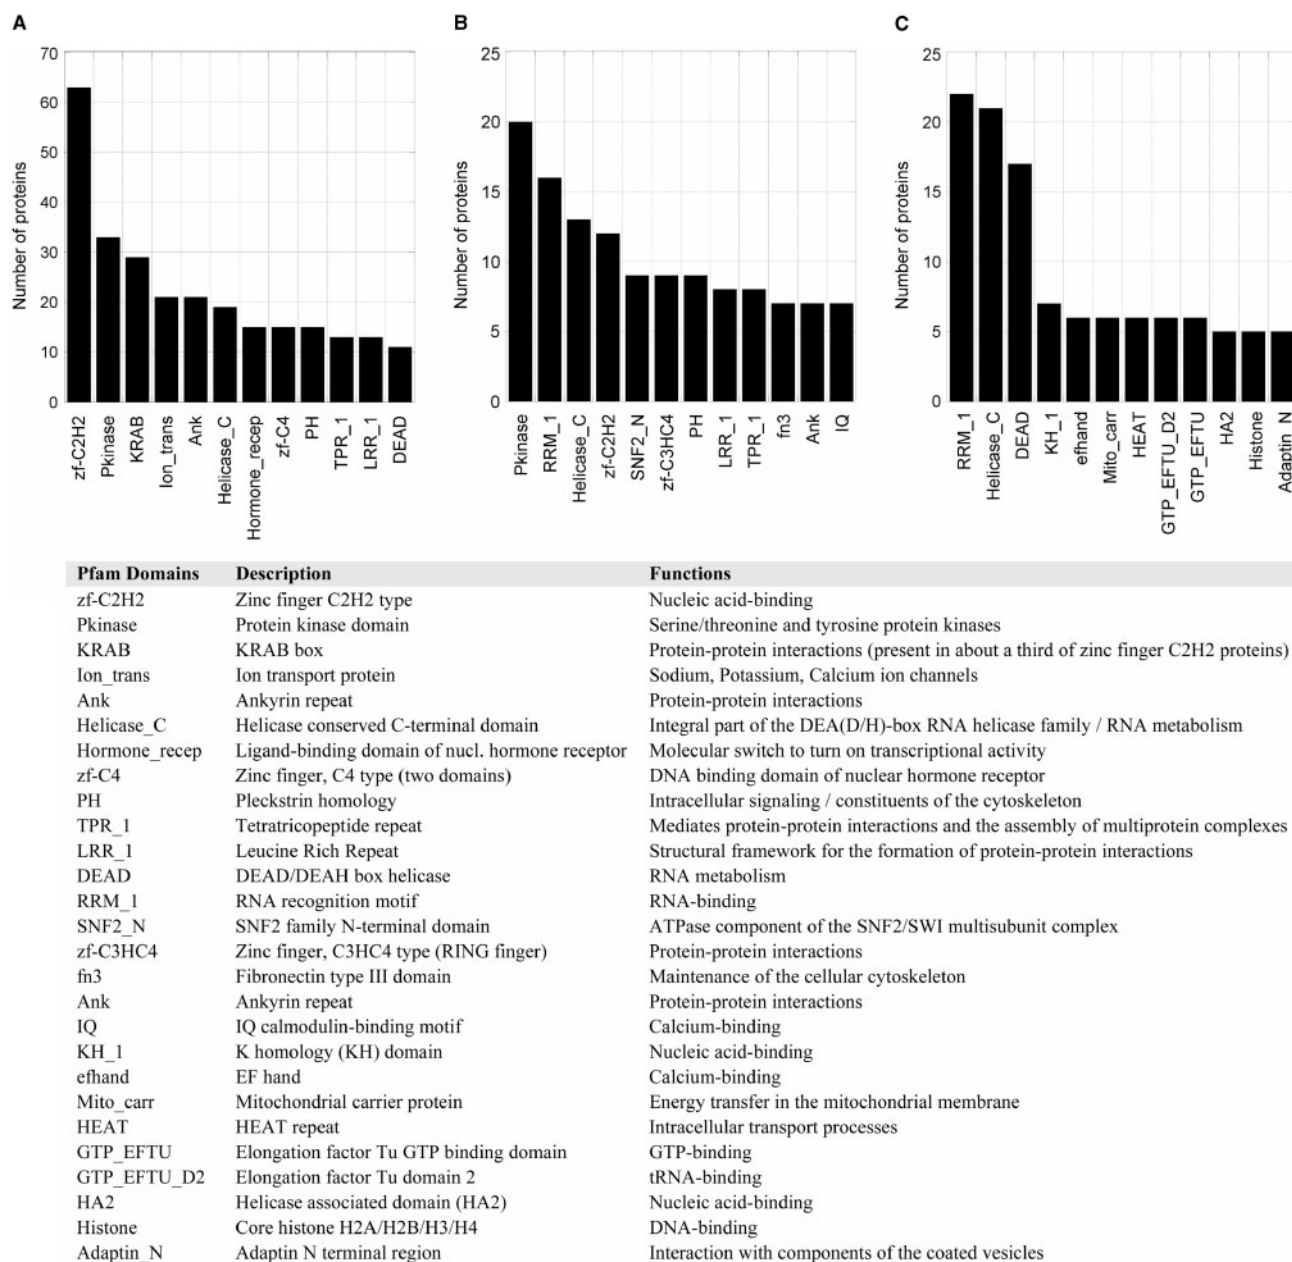 A
B
C
Number of proteins
70
60
50
40
30
20
10
0
zf-C2H2
Pkinase
KRAB
Ion_trans
Ank
Helicase_C
Hormone_recep
zf-C4
PH
TPR_1
LRR_1
DEAD
Number of proteins
25
20
15
10
5
0
Pkinase
RRM_1
Helicase_C
zf-C2H2
SNF2_N
zf-C3HC4
PH
LRR_1
TPR_1
fn3
Ank
IQ
Number of proteins
25
20
15
10
5
0
RRM_1
Helicase_C
DEAD
KH_1
efhand
Mito_carr
HEAT
GTP_EFTU_D2
GTP_EFTU
HA2
Histone
Adaptin_N
Pfam Domains Description Functions
zf-C2H2 Zinc finger C2H2 type Nucleic acid-binding
Pkinase Protein kinase domain Serine/threonine and tyrosine protein kinases
KRAB KRAB box Protein-protein interactions (present in about a third of zinc finger C2H2 proteins)
Ion_trans Ion transport protein Sodium, Potassium, Calcium ion channels
Ank Ankyrin repeat Protein-protein interactions
Helicase_C Helicase conserved C-terminal domain Integral part of the DEA(D/H)-box RNA helicase family / RNA metabolism
Hormone_recep Ligand-binding domain of nucl. hormone receptor Molecular switch to turn on transcriptional activity
zf-C4 Zinc finger, C4 type (two domains) DNA binding domain of nuclear hormone receptor
PH Pleckstrin homology Intracellular signaling / constituents of the cytoskeleton
TPR_1 Tetratricopeptide repeat Mediates protein-protein interactions and the assembly of multiprotein complexes
LRR_1 Leucine Rich Repeat Structural framework for the formation of protein-protein interactions
DEAD DEAD/DEAH box helicase RNA metabolism
RRM_1 RNA recognition motif RNA-binding
SNF2_N SNF2 family N-terminal domain ATPase component of the SNF2/SWI multisubunit complex
zf-C3HC4 Zinc finger, C3HC4 type (RING finger) Protein-protein interactions
fn3 Fibronectin type III domain Maintenance of the cellular cytoskeleton
Ank Ankyrin repeat Protein-protein interactions
IQ IQ calmodulin-binding motif Calcium-binding
KH_1 K homology (KH) domain Nucleic acid-binding
efhand EF hand Calcium-binding
Mito_carr Mitochondrial carrier protein Energy transfer in the mitochondrial membrane
HEAT HEAT repeat Intracellular transport processes
GTP_EFTU Elongation factor Tu GTP binding domain GTP-binding
GTP_EFTU_D2 Elongation factor Tu domain 2 tRNA-binding
HA2 Helicase associated domain (HA2) Nucleic acid-binding
Histone Core histone H2A/H2B/H3/H4 DNA-binding
Adaptin_N Adaptin N terminal region Interaction with components of the coated vesicles